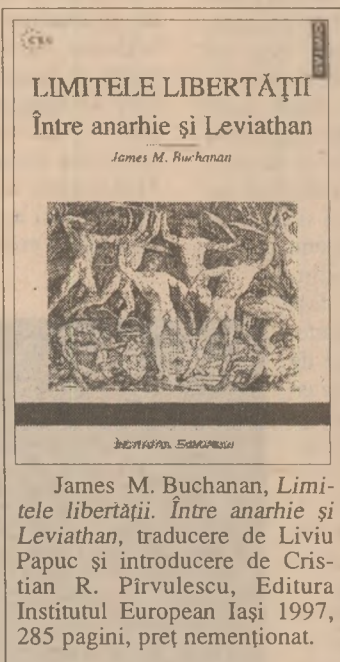 LIMITELE LIBERTĂŢII
Între anarhie şi Leviathan
James M. Buchanan
James M. Buchanan, Limi-
tele libertăţii. Între anarhie şi
Leviathan, traducere de Liviu
Papuc şi introducere de Cris-
tian R. Pîrvulescu, Editura
Institutul European Iaşi 1997,
285 pagini, preţ nemenţionat.